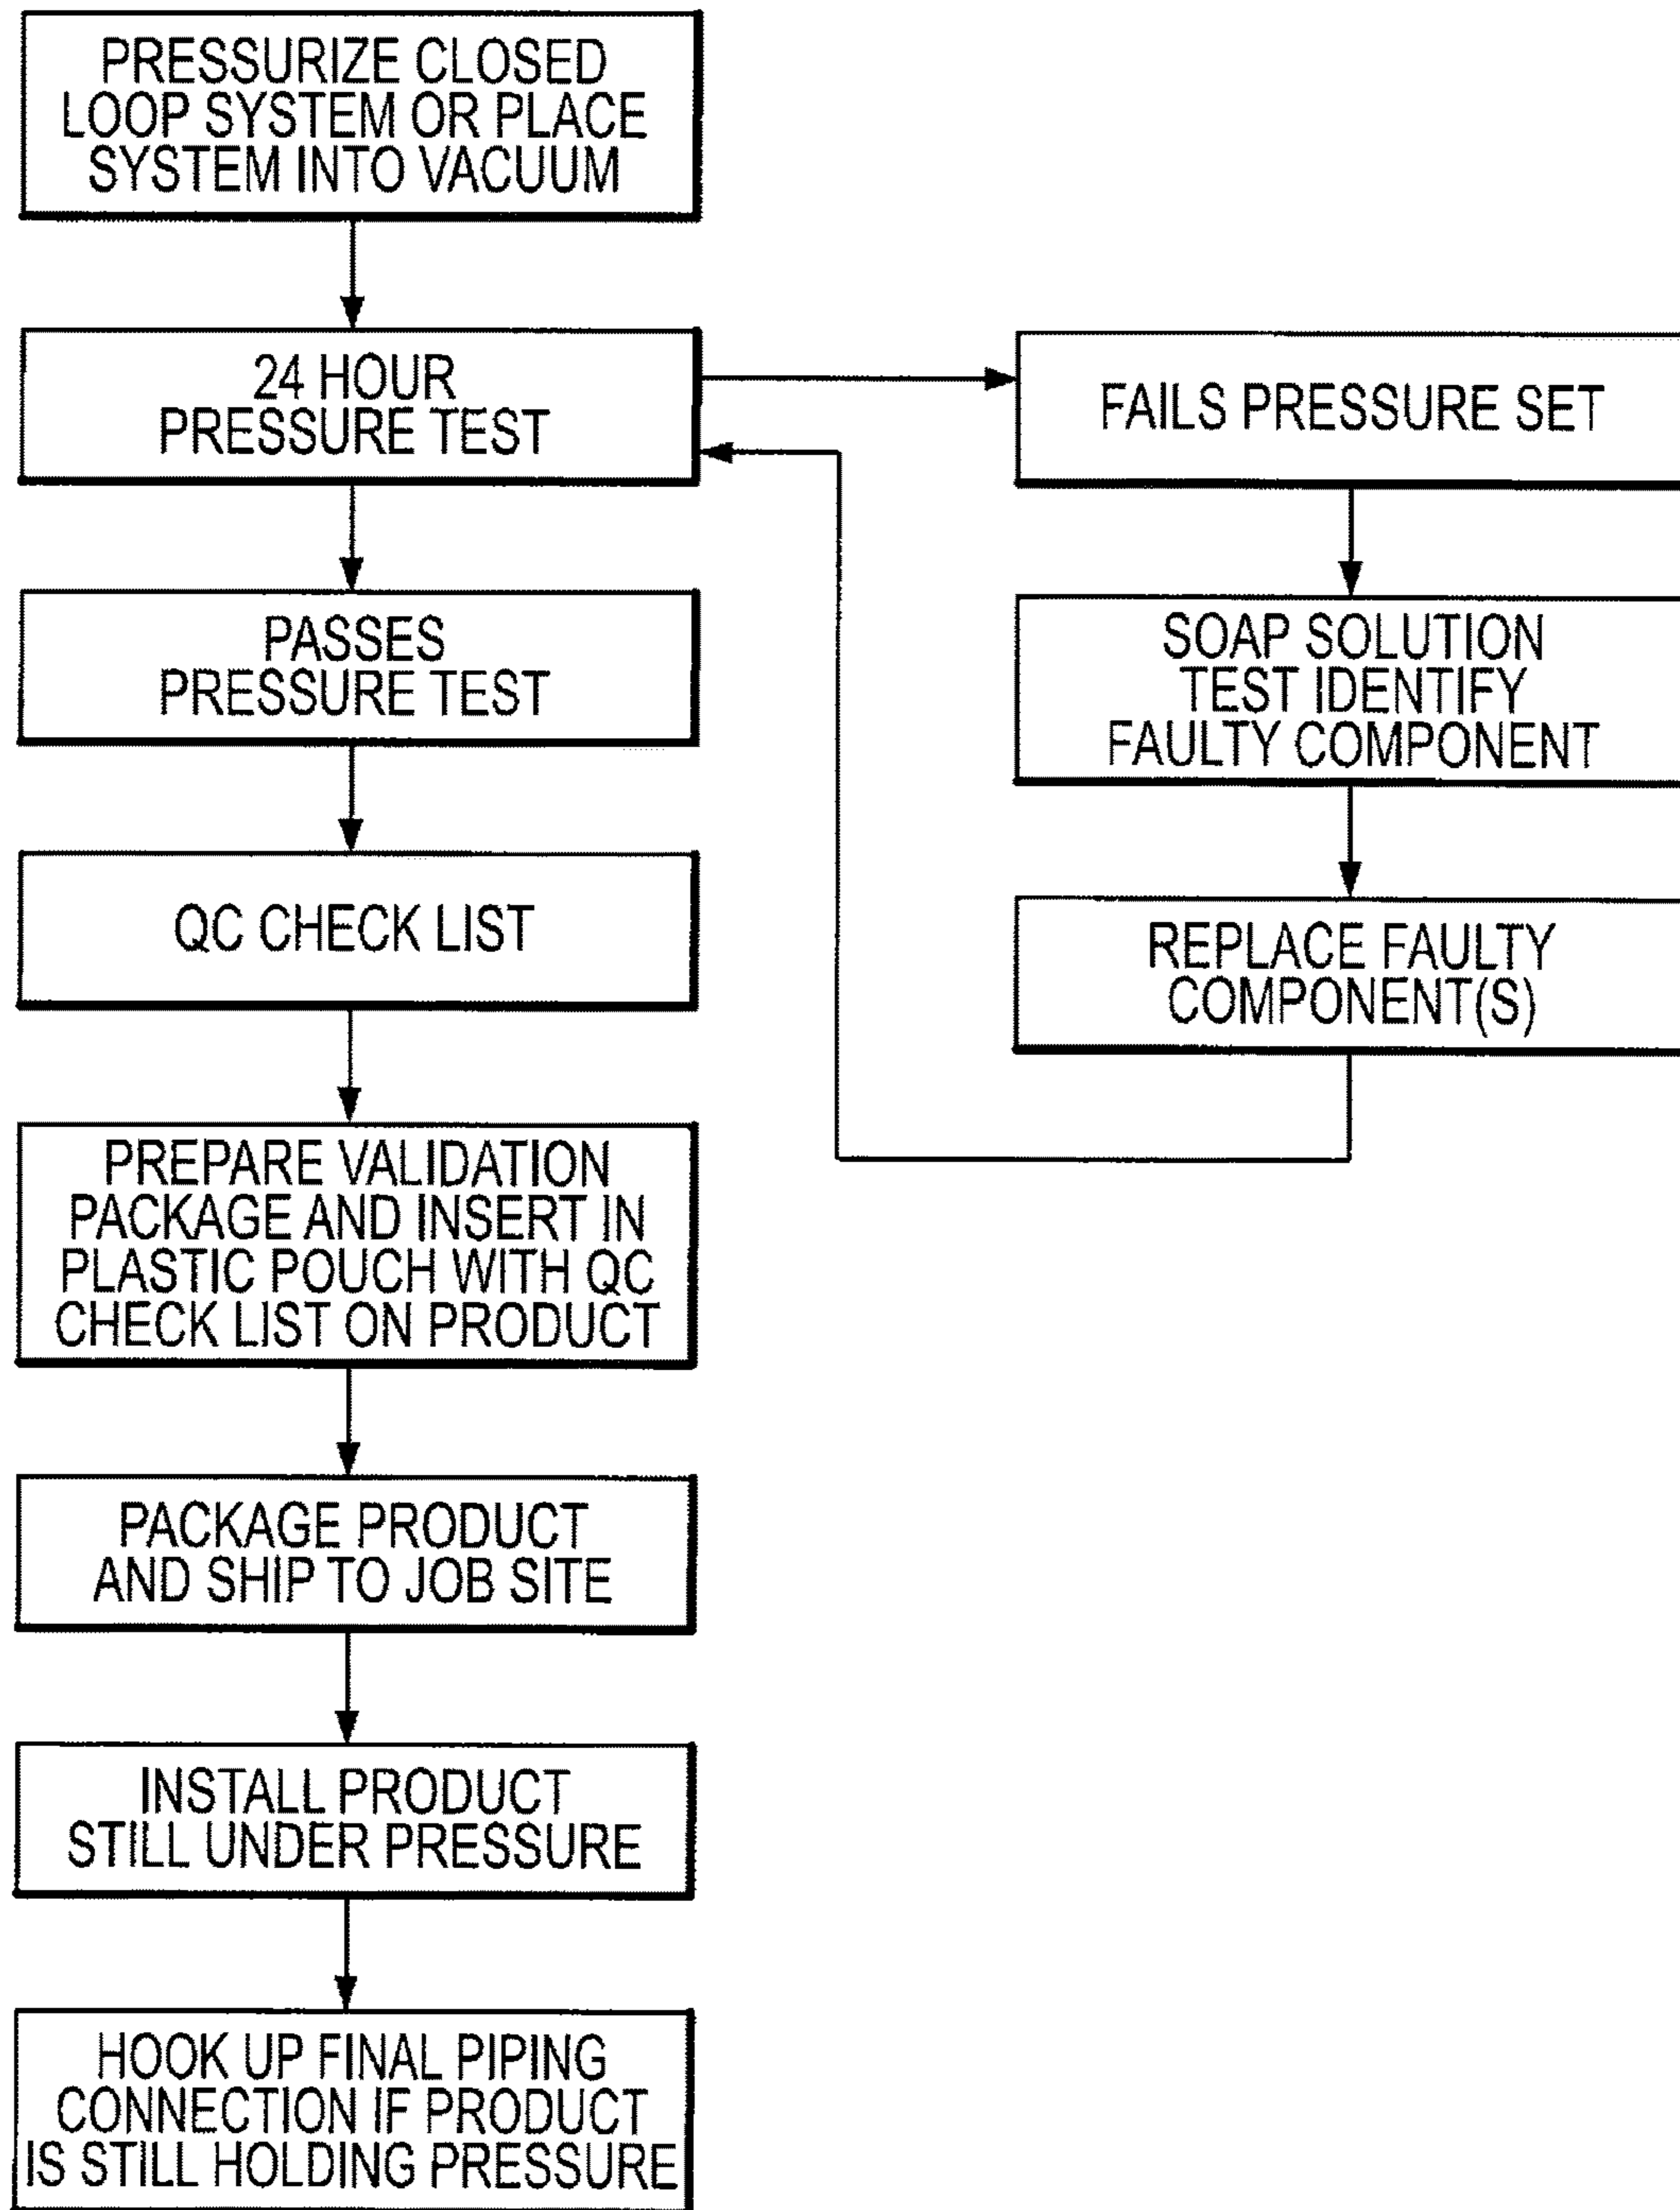 PRESSURIZE CLOSED
LOOP SYSTEM OR PLACE
SYSTEM INTO VACUUM
24 HOUR
PRESSURE TEST
FAILS PRESSURE SET
PASSES
PRESSURE TEST
SOAP SOLUTION
TEST IDENTIFY
FAULTY COMPONENT
QC CHECK LIST
REPLACE FAULTY
COMPONENT(S)
PREPARE VALIDATION
PACKAGE AND INSERT IN
PLASTIC POUCH WITH QC
CHECK LIST ON PRODUCT
PACKAGE PRODUCT
AND SHIP TO JOB SITE
INSTALL PRODUCT
STILL UNDER PRESSURE
HOOK UP FINAL PIPING
CONNECTION IF PRODUCT
IS STILL HOLDING PRESSURE